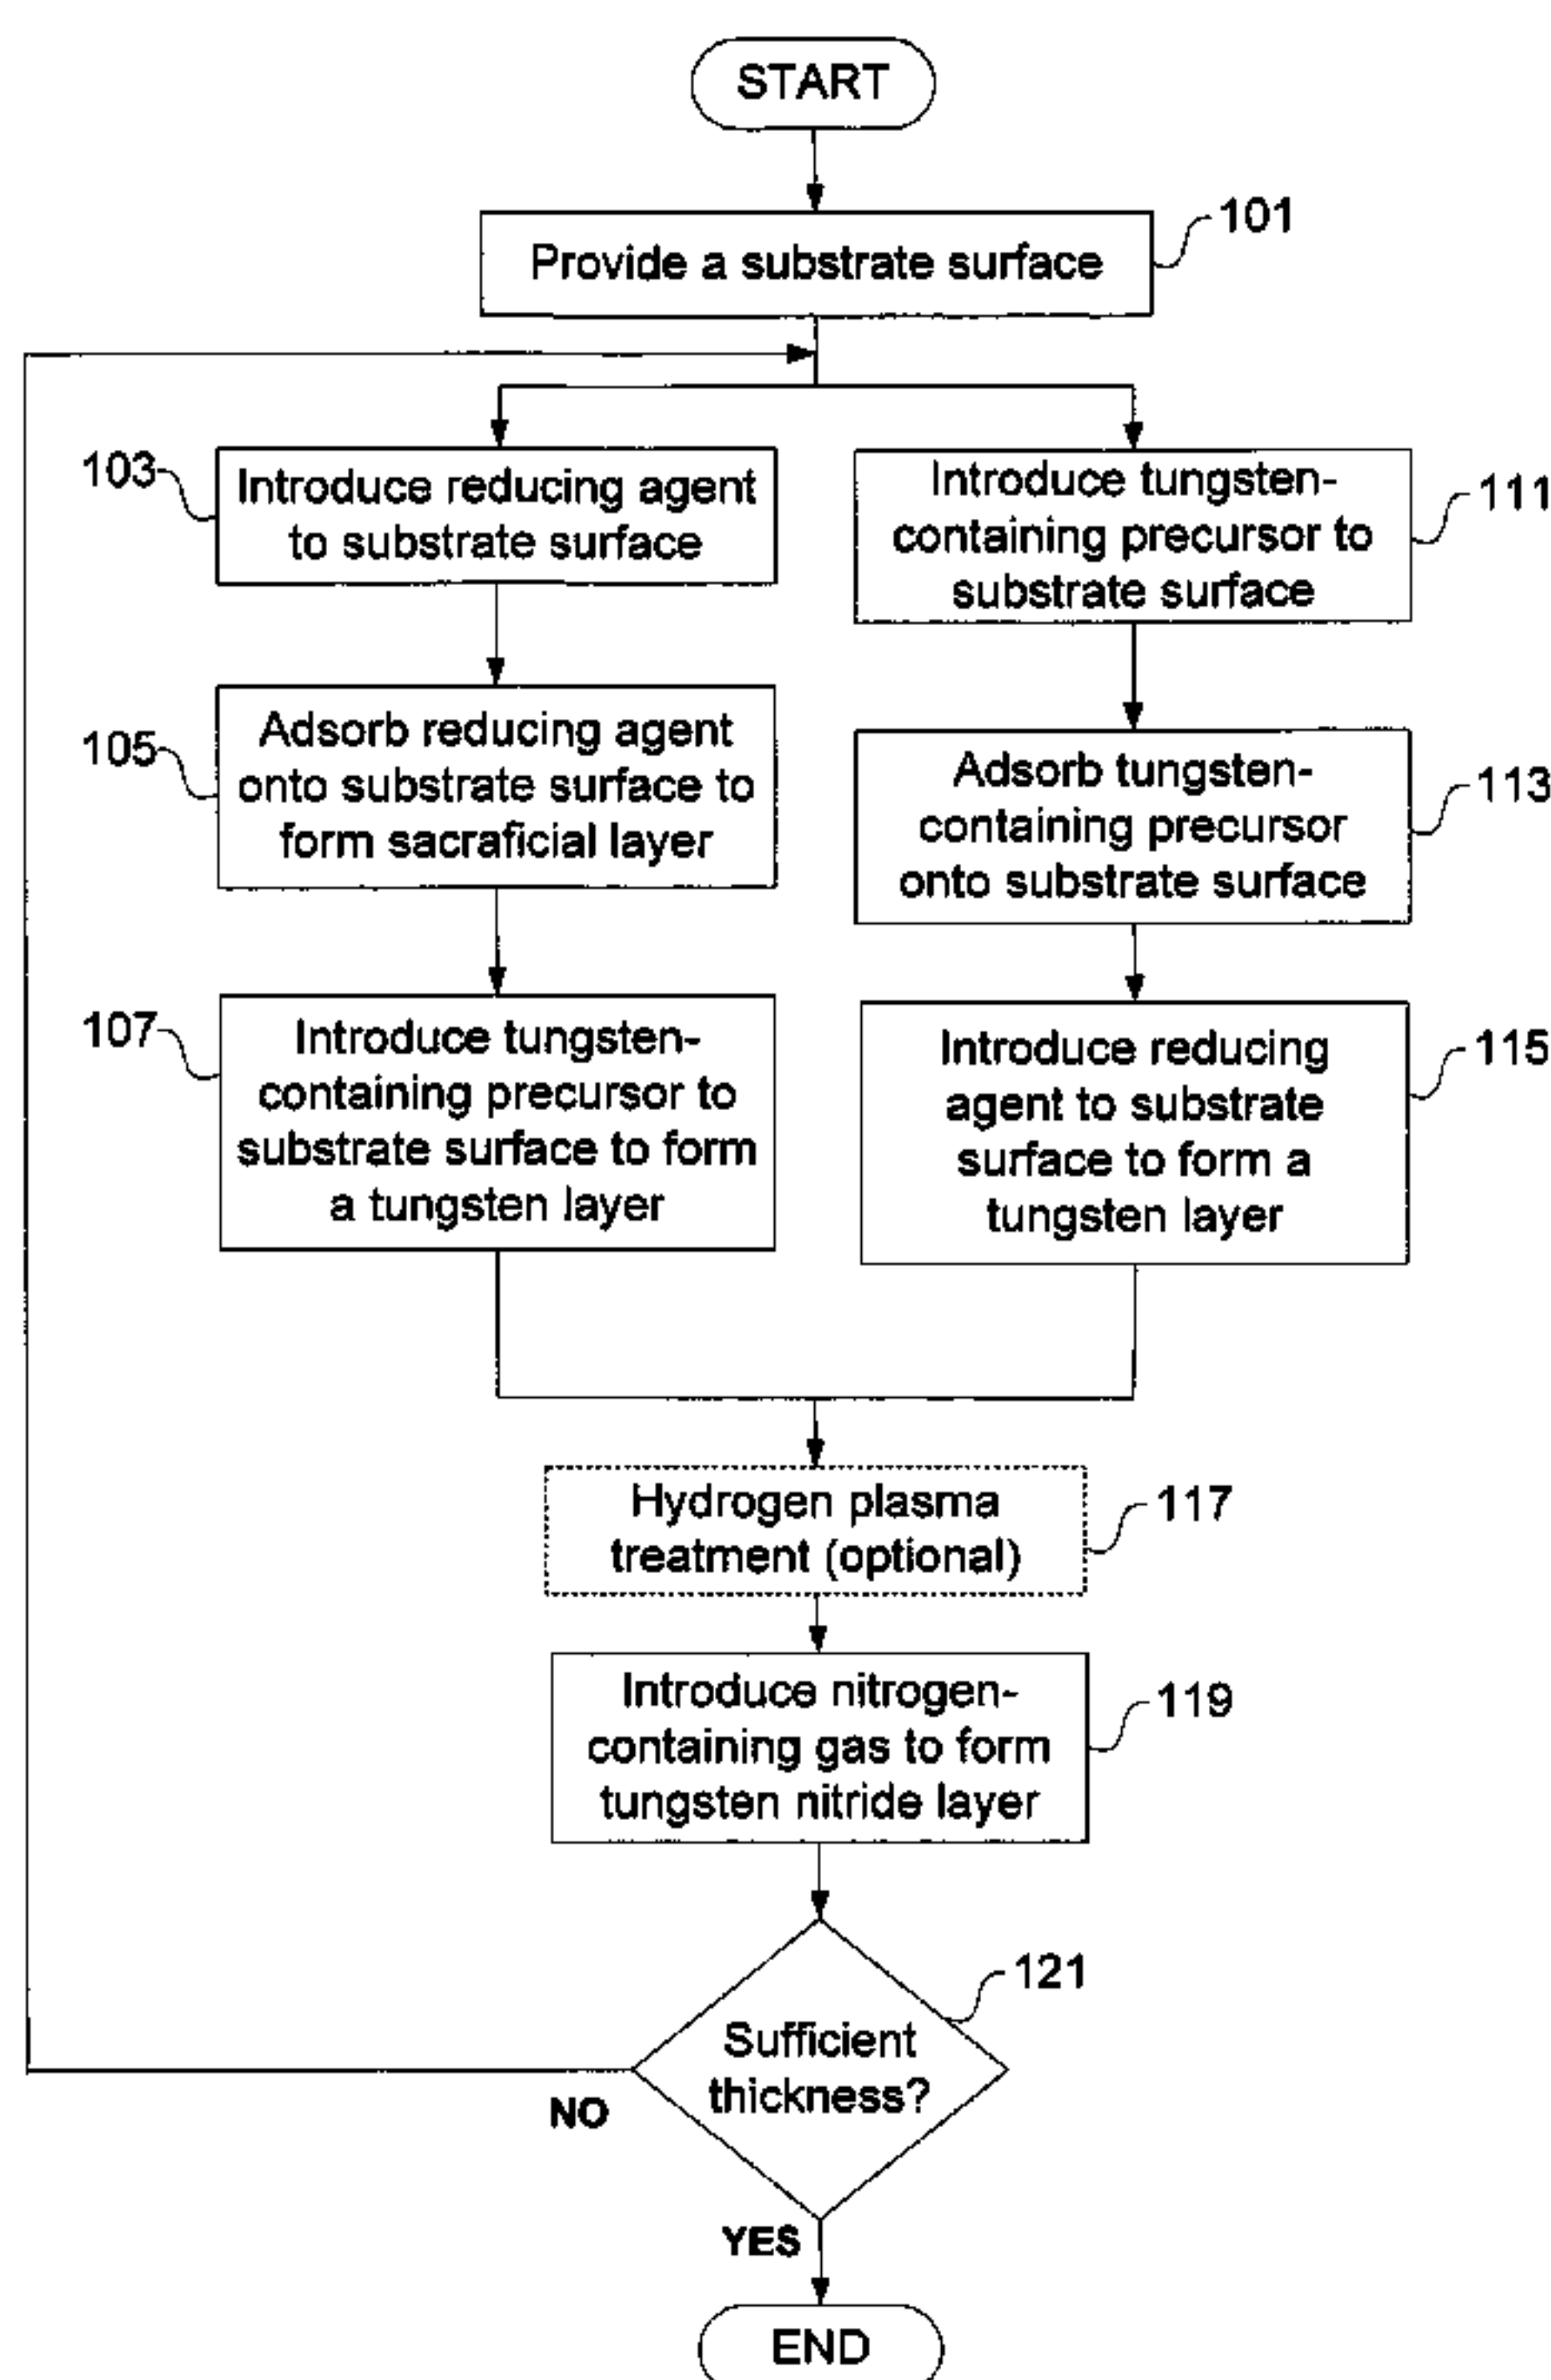 START
Provide a substrate surface
101
103
Introduce reducing agent
to substrate surface
105
Adsorb reducing agent
onto substrate surface to
form sacraficial layer
107
Introduce tungsten-
containing precursor to
substrate surface to form
a tungsten layer
Introduce tungsten-
containing precursor to
substrate surface
111
Adsorb tungsten-
containing precursor
onto substrate surface
113
Introduce reducing
agent to substrate
surface to form a
tungsten layer
115
Hydrogen plasma
treatment (optional)
117
Introduce nitrogen-
containing gas to form
tungsten nitride layer
119
121
Sufficient
thickness?
NO
YES
END